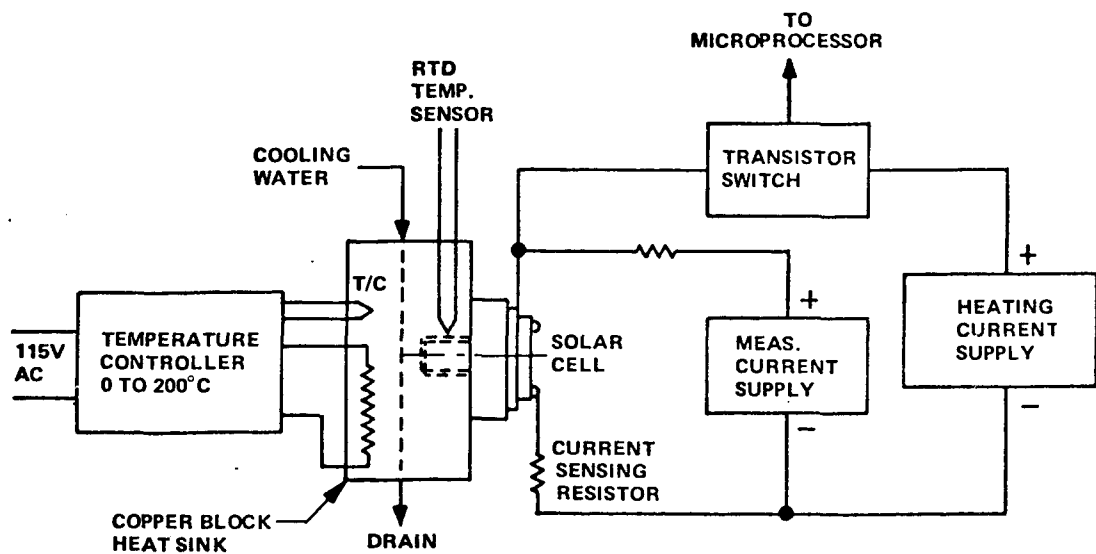 TO
MICROPROCESSOR
RTD
TEMP.
SENSOR
COOLING
WATER
TRANSISTOR
SWITCH
T/C
+
+
115V
AC
TEMPERATURE
CONTROLLER
0 TO 200°C
SOLAR
CELL
MEAS.
CURRENT
SUPPLY
HEATING
CURRENT
SUPPLY
−
−
CURRENT
SENSING
RESISTOR
COPPER BLOCK
HEAT SINK
DRAIN